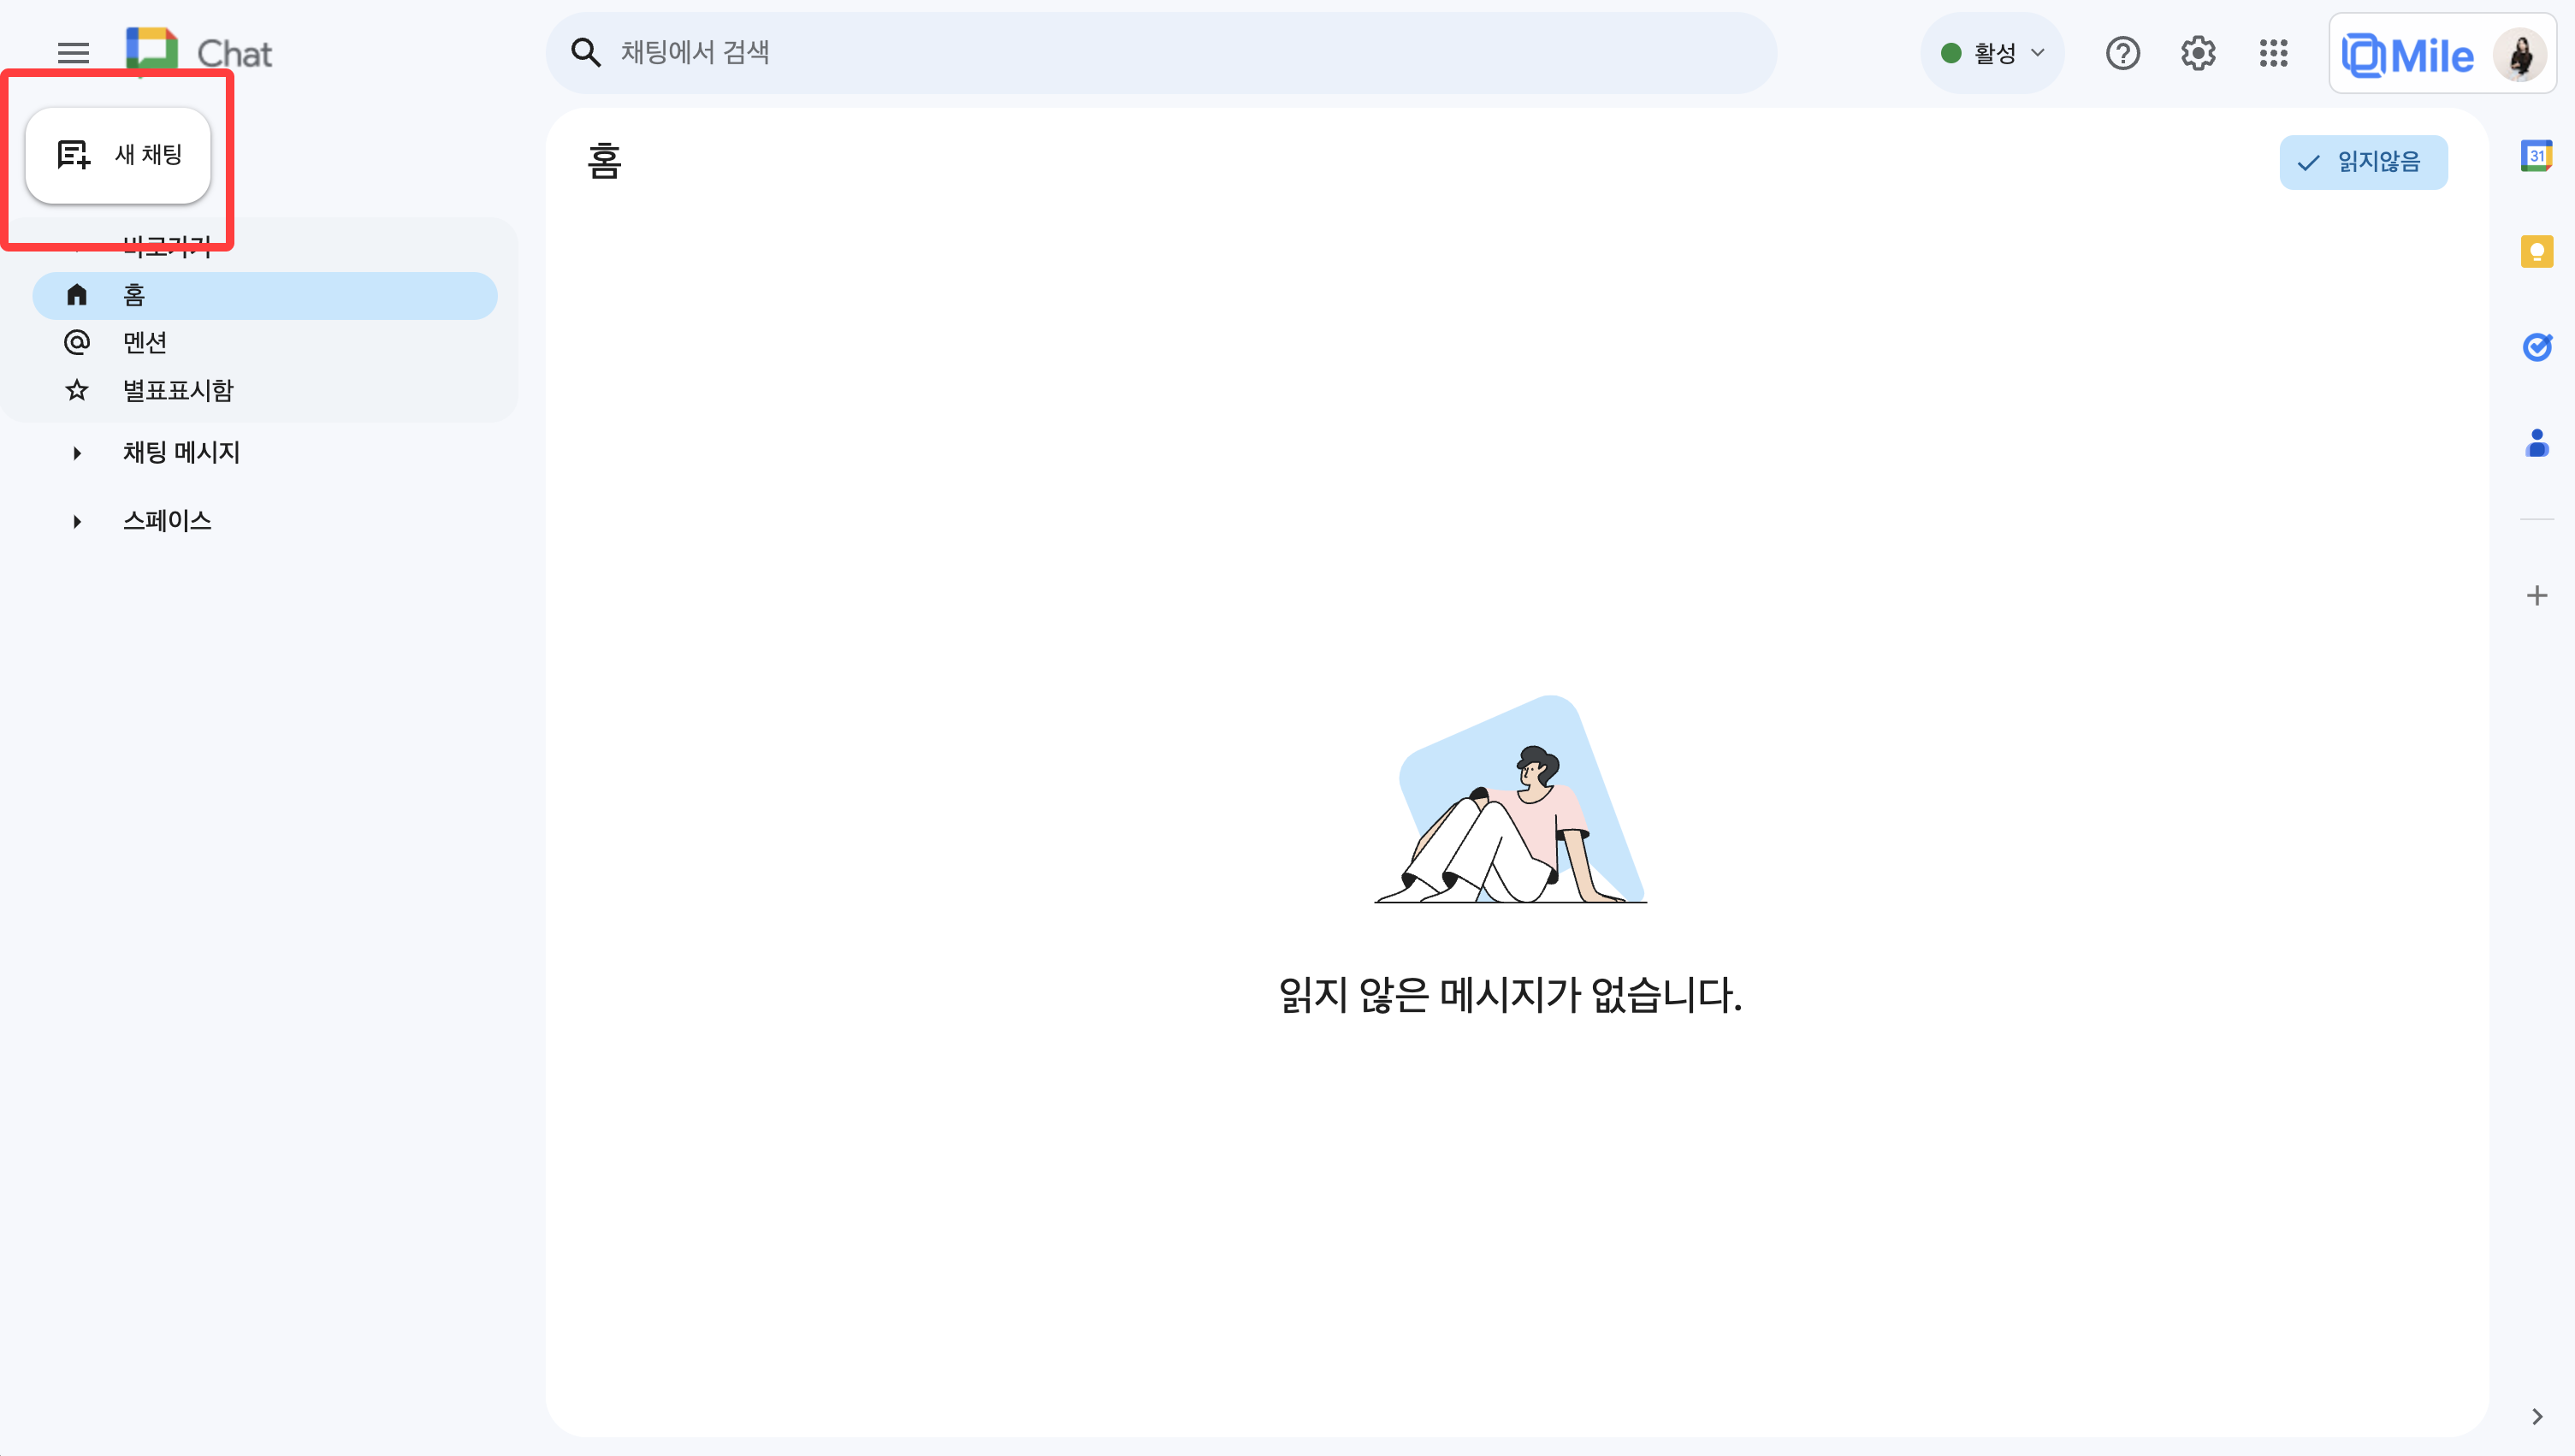 Chat
채팅에서 검색
활성
Mile
새 채팅
홈
읽지않음
31
바로가기
홈
멘션
별표표시함
채팅 메시지
스페이스
읽지 않은 메시지가 없습니다.